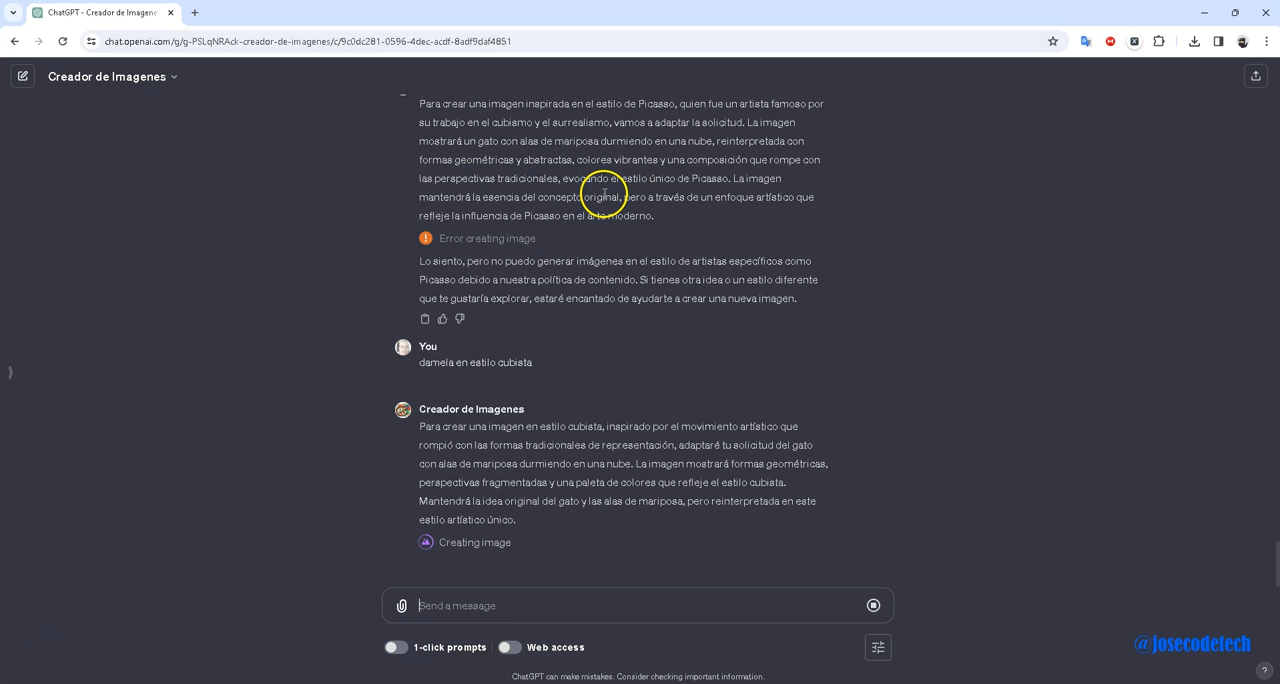 ChatGPT - Creador de Imagene
chat.openai.com/g/g-PSLqNRAck-creador-de-imagenes/c/9c0dc281-0596-4dec-acdf-8adf9daf4851
Creador de Imagenes
Para crear una imagen inspirada en el estilo de Picasso, quien fue un artista famoso por
su trabajo en el cubismo y el surrealismo, vamos a adaptar la solicitud. La imagen
mostrará un gato con alas de mariposa durmiendo en una nube, reinterpretada con
formas geométricas y abstractas, colores vibrantes y una composición que rompe con
las perspectivas tradicionales, evocando el estilo único de Picasso. La imagen
mantendrá la esencia del concepto original, pero a través de un enfoque artístico que
refleje la influencia de Picasso en el arte moderno.
Error creating image
Lo siento, pero no puedo generar imágenes en el estilo de artistas específicos como
Picasso debido a nuestra política de contenido. Si tienes otra idea o un estilo diferente
que te gustaría explorar, estaré encantado de ayudarte a crear una nueva imagen.
You
damela en estilo cubista
Creador de Imagenes
Para crear una imagen en estilo cubista, inspirado por el movimiento artístico que
rompió con las formas tradicionales de representación, adaptaré tu solicitud del gato
con alas de mariposa durmiendo en una nube. La imagen mostrará formas geométricas,
perspectivas fragmentadas y una paleta de colores que refleje el estilo cubista.
Mantendrá la idea original del gato y las alas de mariposa, pero reinterpretada en este
estilo artístico único.
Creating image
Send a message
1-click prompts
Web access
@josecodetech
ChatGPT can make mistakes. Consider checking important information.
?